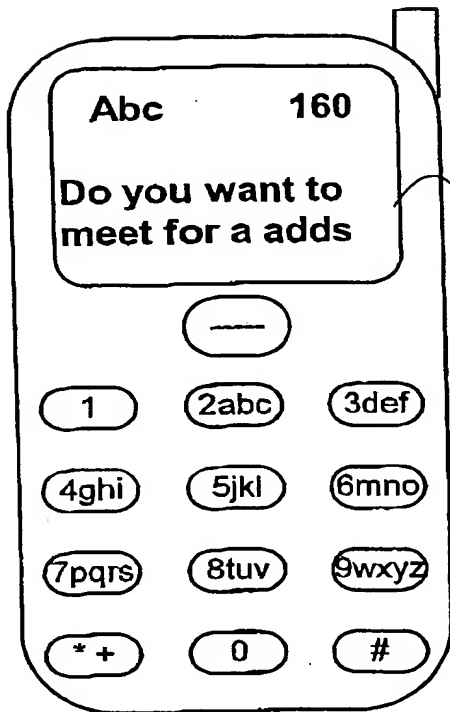 Abc 160
Do you want to
meet for a adds
1 2abc 3def
4ghi 5jkl 6mno
7pqrs 8tuv 9wxyz
* + 0 #